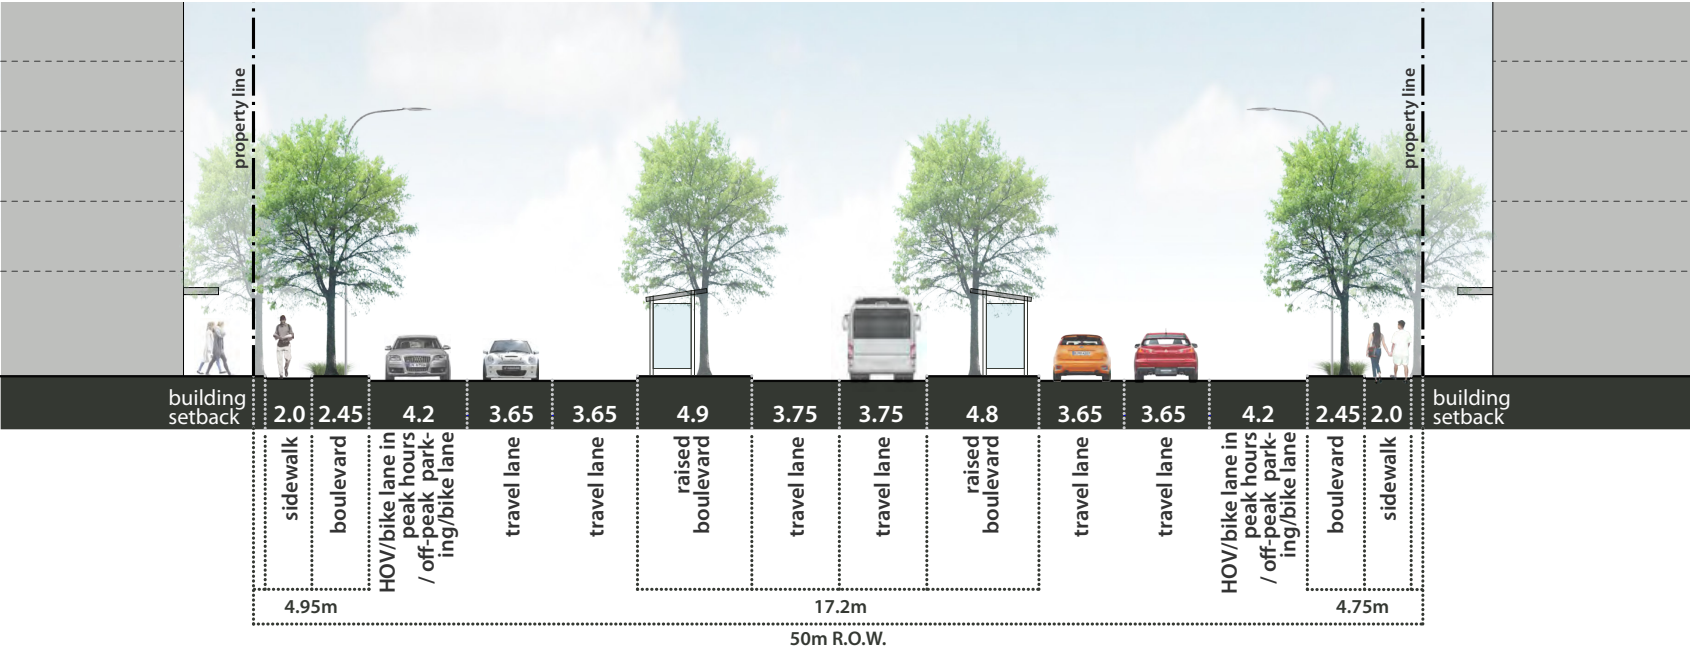 property line
property line
building
setback
2.0
2.45
4.2
3.65
3.65
4.9
3.75
3.75
4.8
3.65
3.65
4.2
2.45
2.0
building
setback
sidewalk
boulevard
HOV/bike lane in
peak hours
/ off-peak park-
ing/bike lane
travel lane
travel lane
raised
boulevard
travel lane
travel lane
raised
boulevard
travel lane
travel lane
HOV/bike lane in
peak hours
/ off-peak park-
ing/bike lane
boulevard
sidewalk
4.95m
17.2m
4.75m
50m R.O.W.